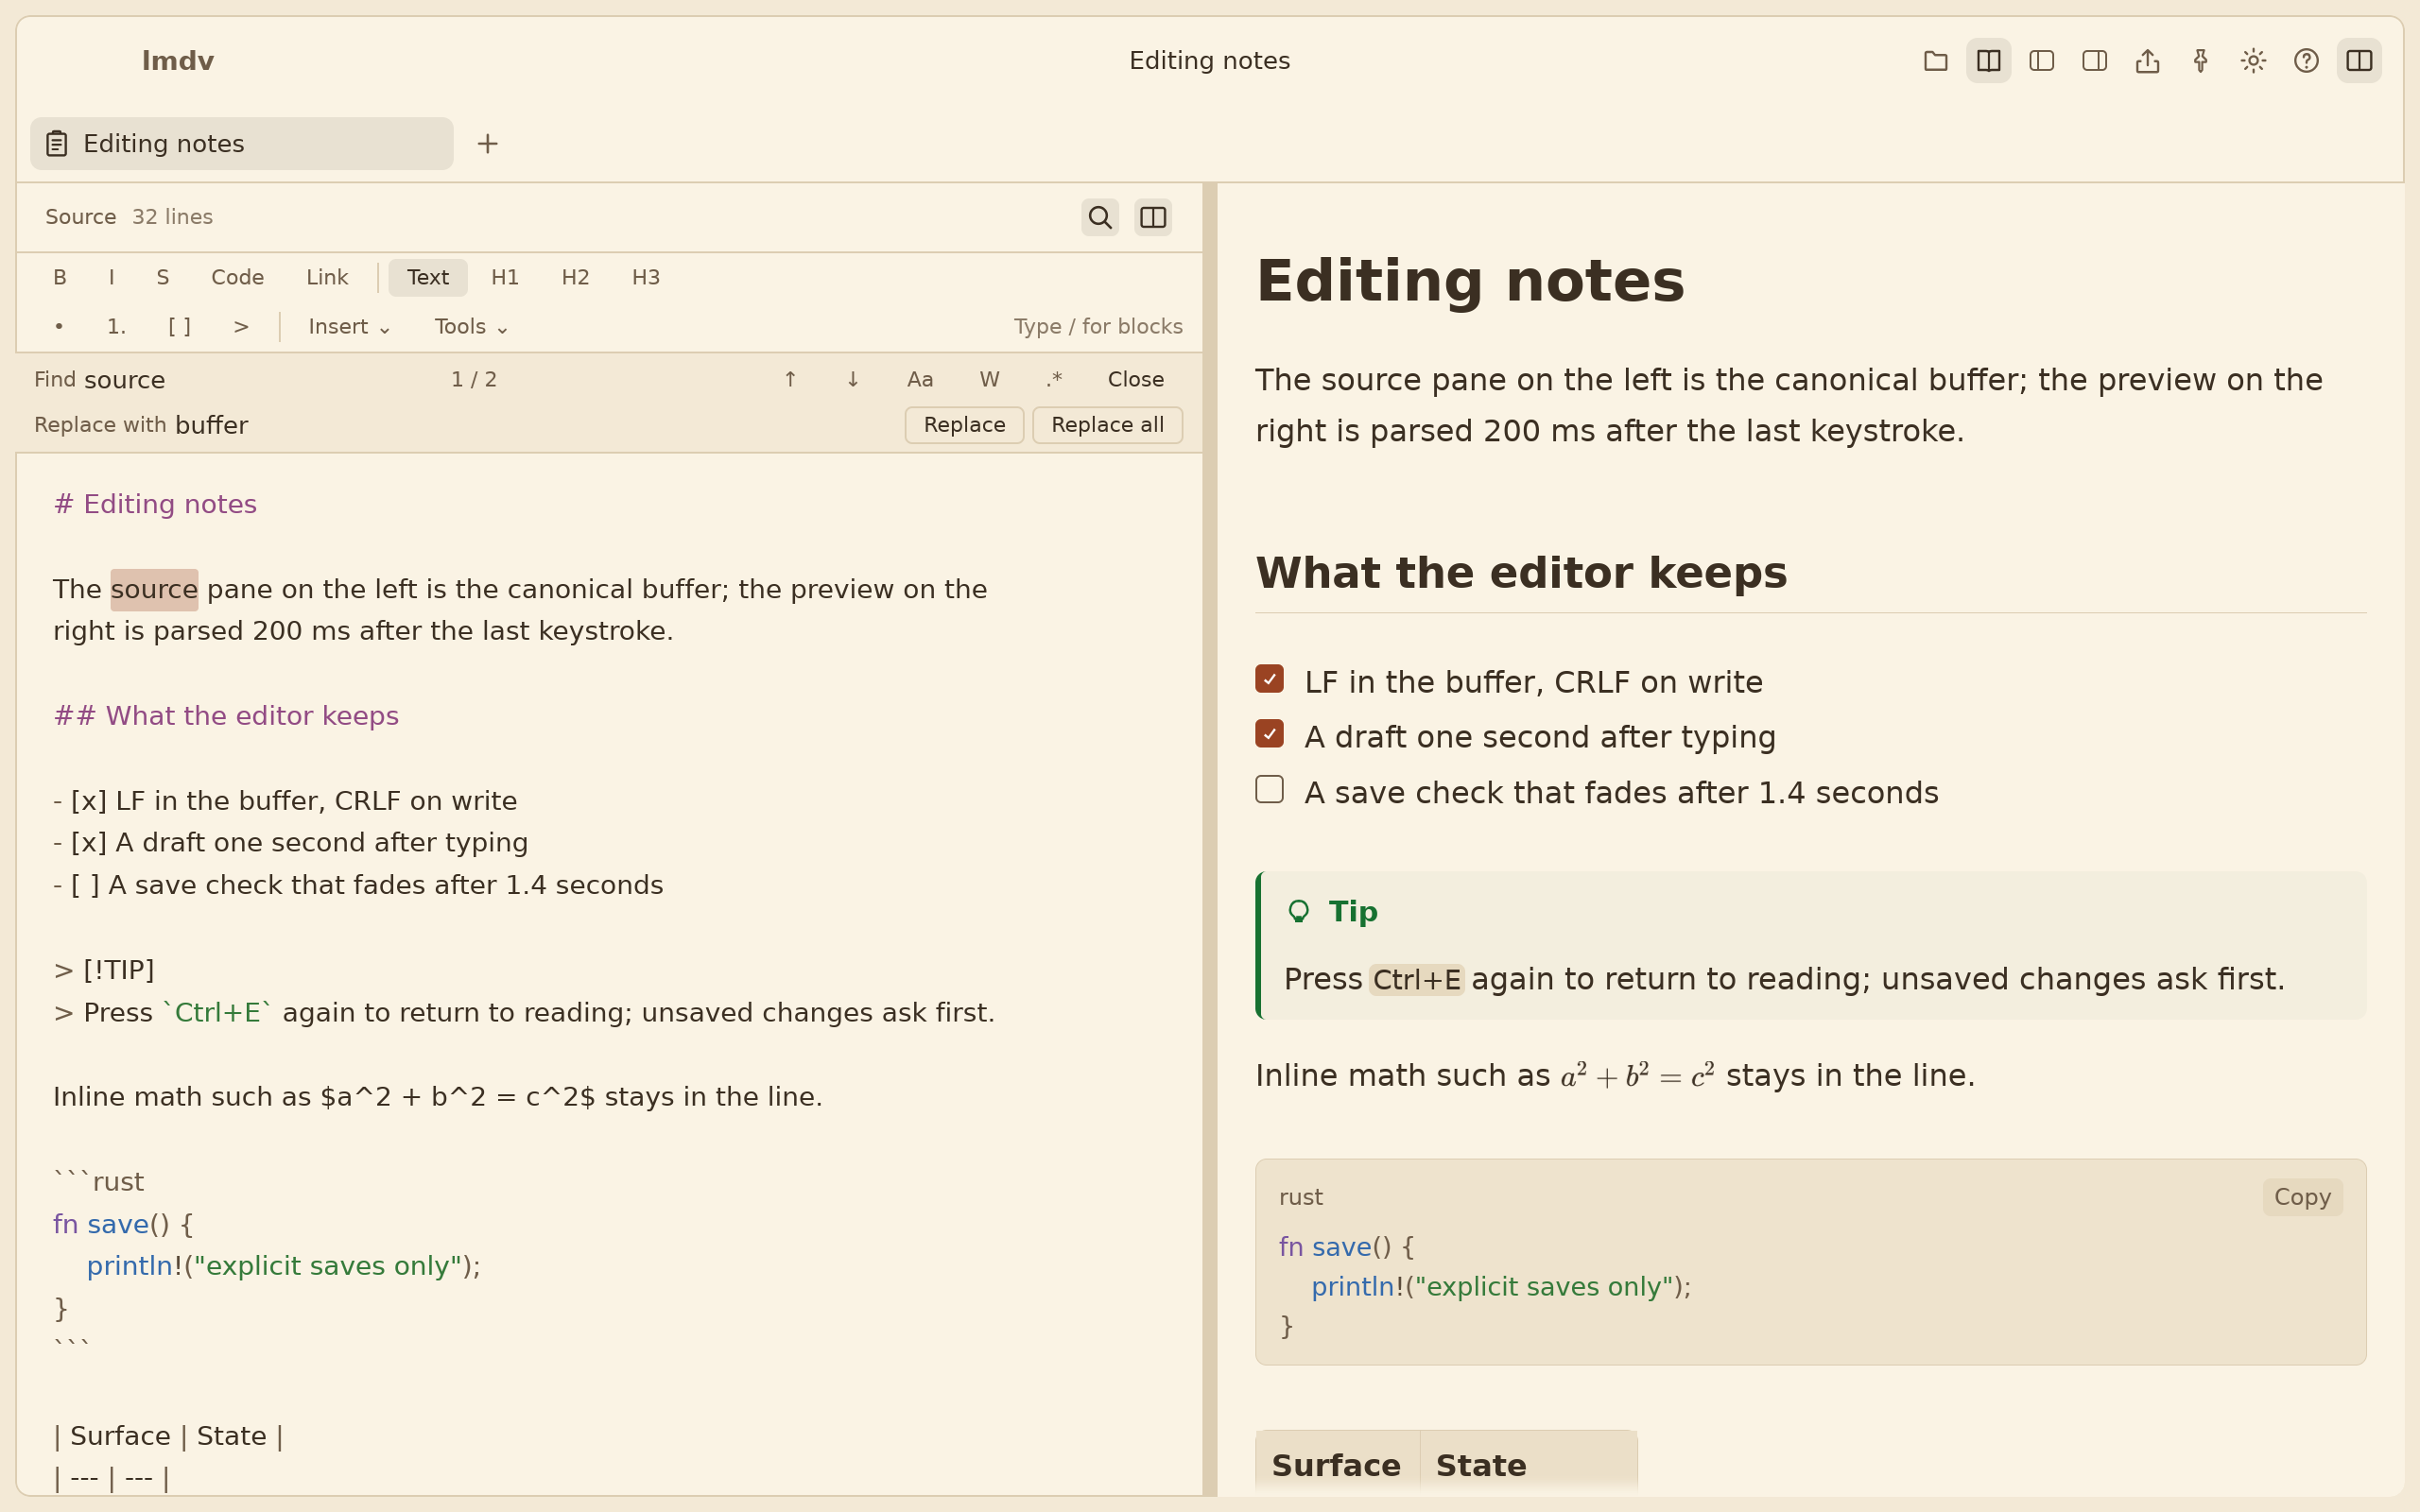 lmdv
Editing notes
Editing notes
Source 32 lines
B I S Code Link Text H1 H2 H3
• 1. [ ] > Insert Tools Type / for blocks
Find source 1 / 2 ↑ ↓ Aa W .* Close
Replace with buffer Replace Replace all
# Editing notes
The source pane on the left is the canonical buffer; the preview on the
right is parsed 200 ms after the last keystroke.
## What the editor keeps
- [x] LF in the buffer, CRLF on write
- [x] A draft one second after typing
- [ ] A save check that fades after 1.4 seconds
> [!TIP]
> Press `Ctrl+E` again to return to reading; unsaved changes ask first.
Inline math such as $a^2 + b^2 = c^2$ stays in the line.
```rust
fn save() {
    println!("explicit saves only");
}
```
| Surface | State |
| --- | --- |
Editing notes
The source pane on the left is the canonical buffer; the preview on the
right is parsed 200 ms after the last keystroke.
What the editor keeps
LF in the buffer, CRLF on write
A draft one second after typing
A save check that fades after 1.4 seconds
Tip
Press Ctrl+E again to return to reading; unsaved changes ask first.
Inline math such as a² + b² = c² stays in the line.
rust Copy
fn save() {
    println!("explicit saves only");
}
Surface State